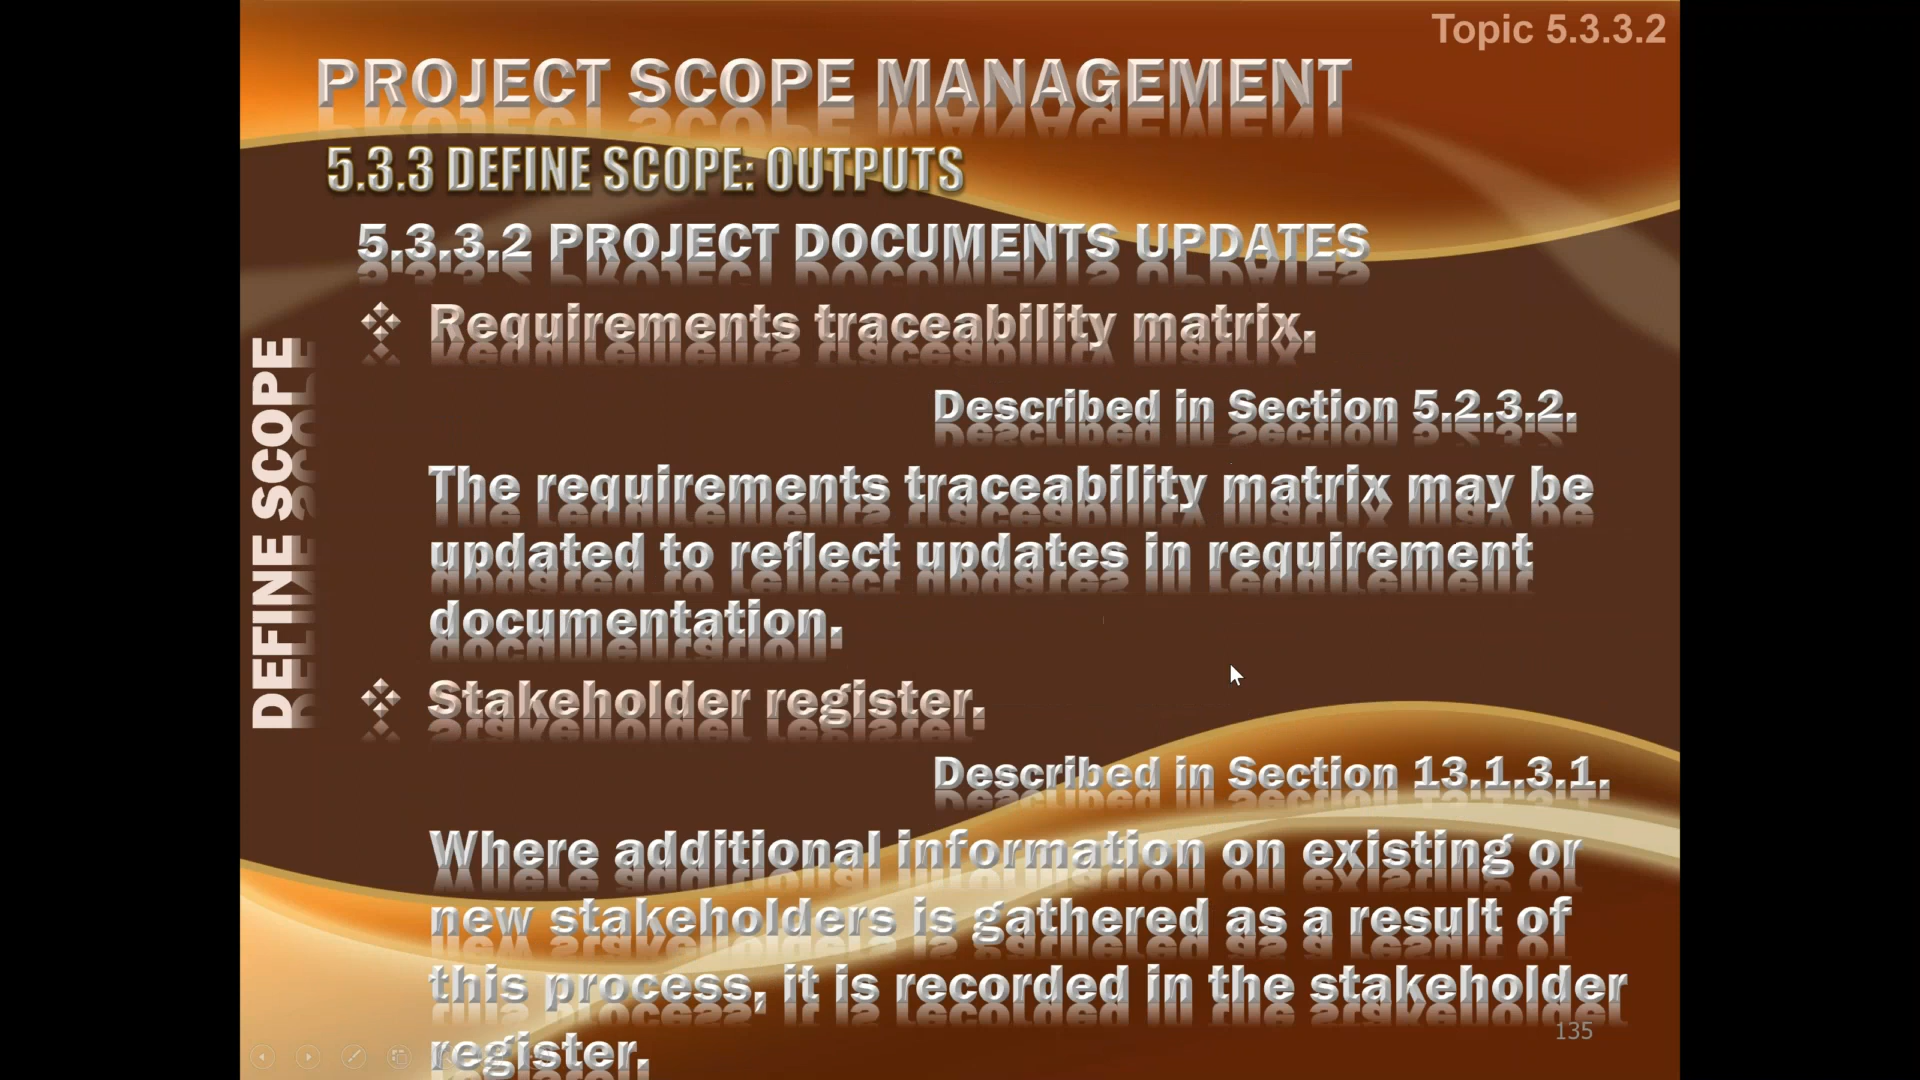 Topic 5.3.3.2
PROJECT SCOPE MANAGEMENT
5.3.3 DEFINE SCOPE: OUTPUTS
5.3.3.2 PROJECT DOCUMENTS UPDATES
Requirements traceability matrix.
Described in Section 5.2.3.2.
The requirements traceability matrix may be
updated to reflect updates in requirement
documentation.
Stakeholder register.
Described in Section 13.1.3.1.
Where additional information on existing or
new stakeholders is gathered as a result of
this process, it is recorded in the stakeholder
register.
DEFINE SCOPE
135